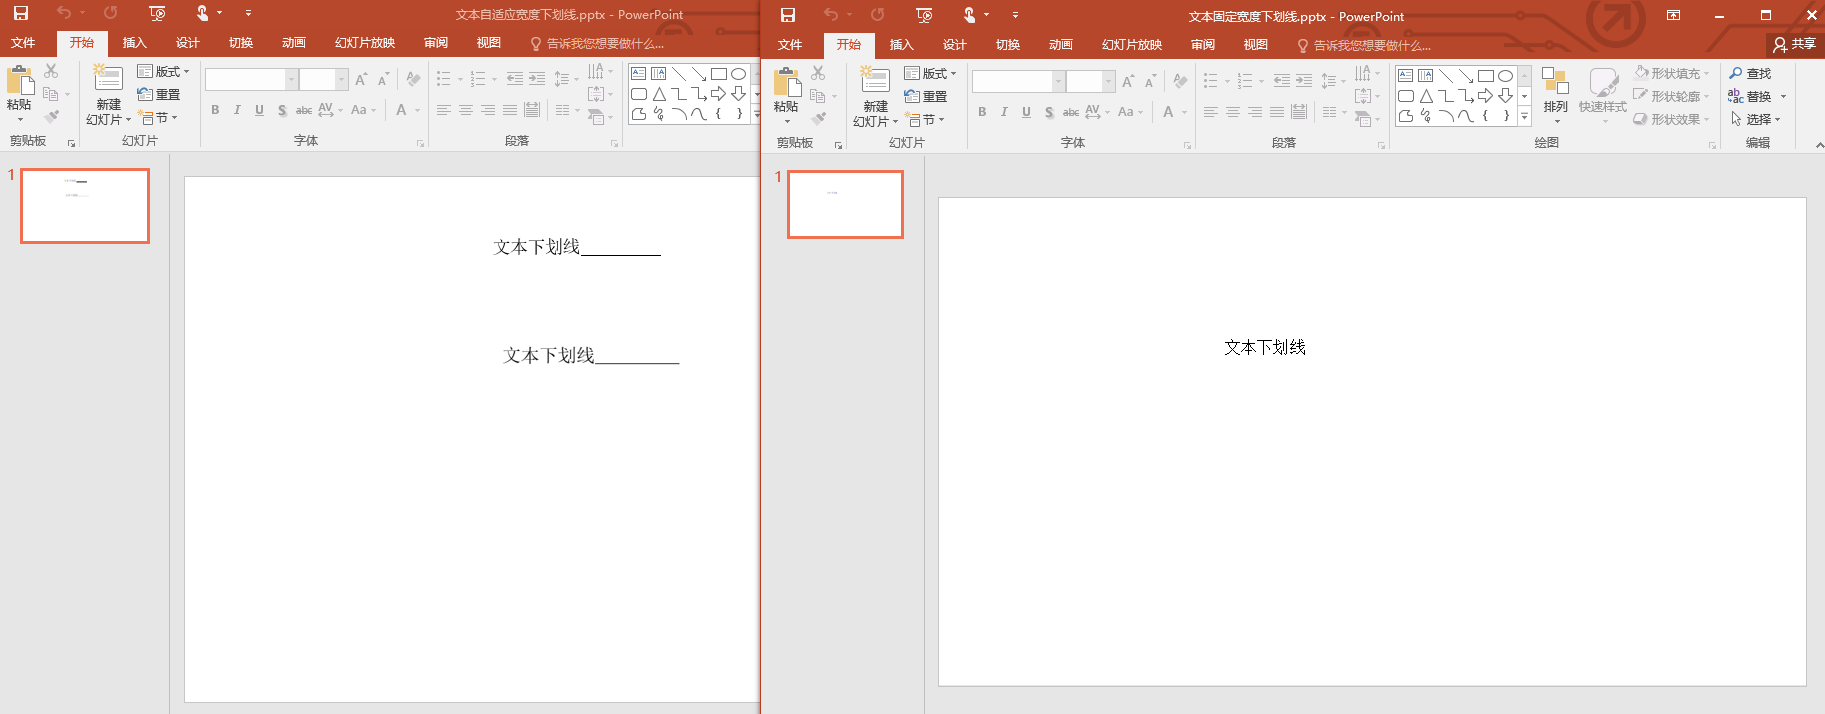 文本自适应宽度下划线.pptx - PowerPoint
文件 开始 插入 设计 切换 动画 幻灯片放映 审阅 视图 告诉我您想要做什么...
粘贴
新建
幻灯片
版式
重置
节
B I U S abc AV Aa A
剪贴板 幻灯片 字体 段落
1
文本下划线________
文本下划线_________
文本固定宽度下划线.pptx - PowerPoint
文件 开始 插入 设计 切换 动画 幻灯片放映 审阅 视图 告诉我您想要做什么... 共享
粘贴
新建
幻灯片
版式
重置
节
B I U S abc AV Aa A
排列
快速样式
形状填充
形状轮廓
形状效果
查找
替换
选择
剪贴板 幻灯片 字体 段落 绘图 编辑
1
文本下划线